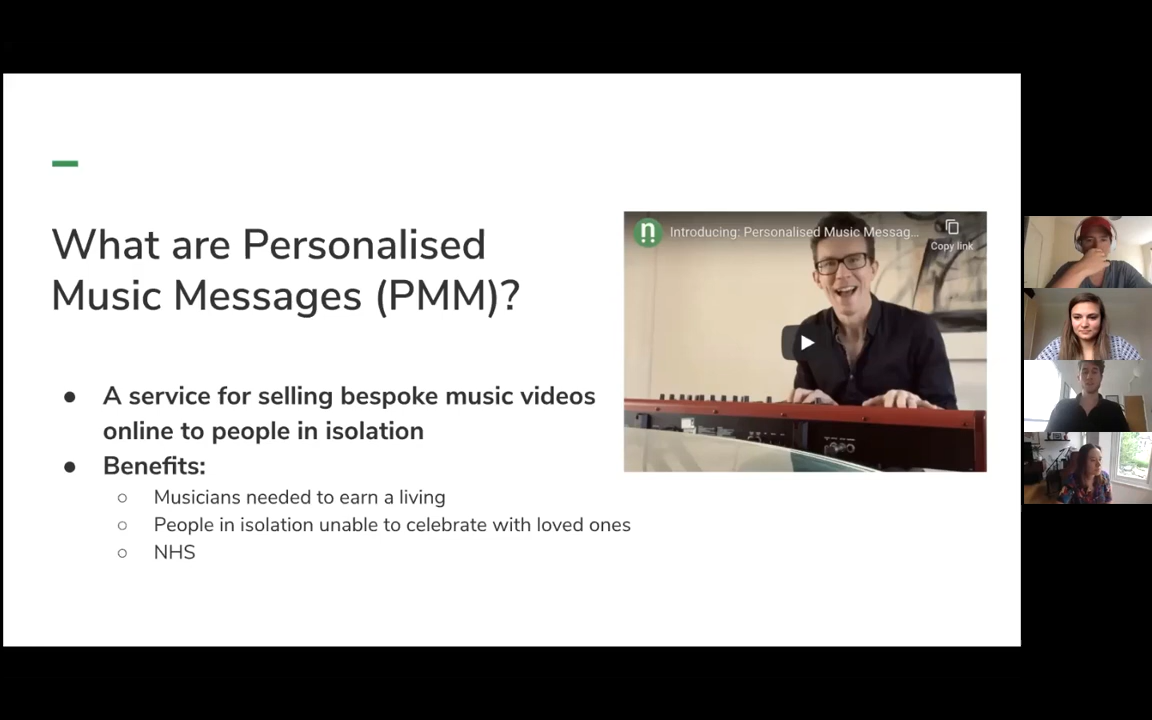 What are Personalised
Music Messages (PMM)?
n
Introducing: Personalised Music Messag...
Copy link
● A service for selling bespoke music videos
online to people in isolation
● Benefits:
○ Musicians needed to earn a living
○ People in isolation unable to celebrate with loved ones
○ NHS